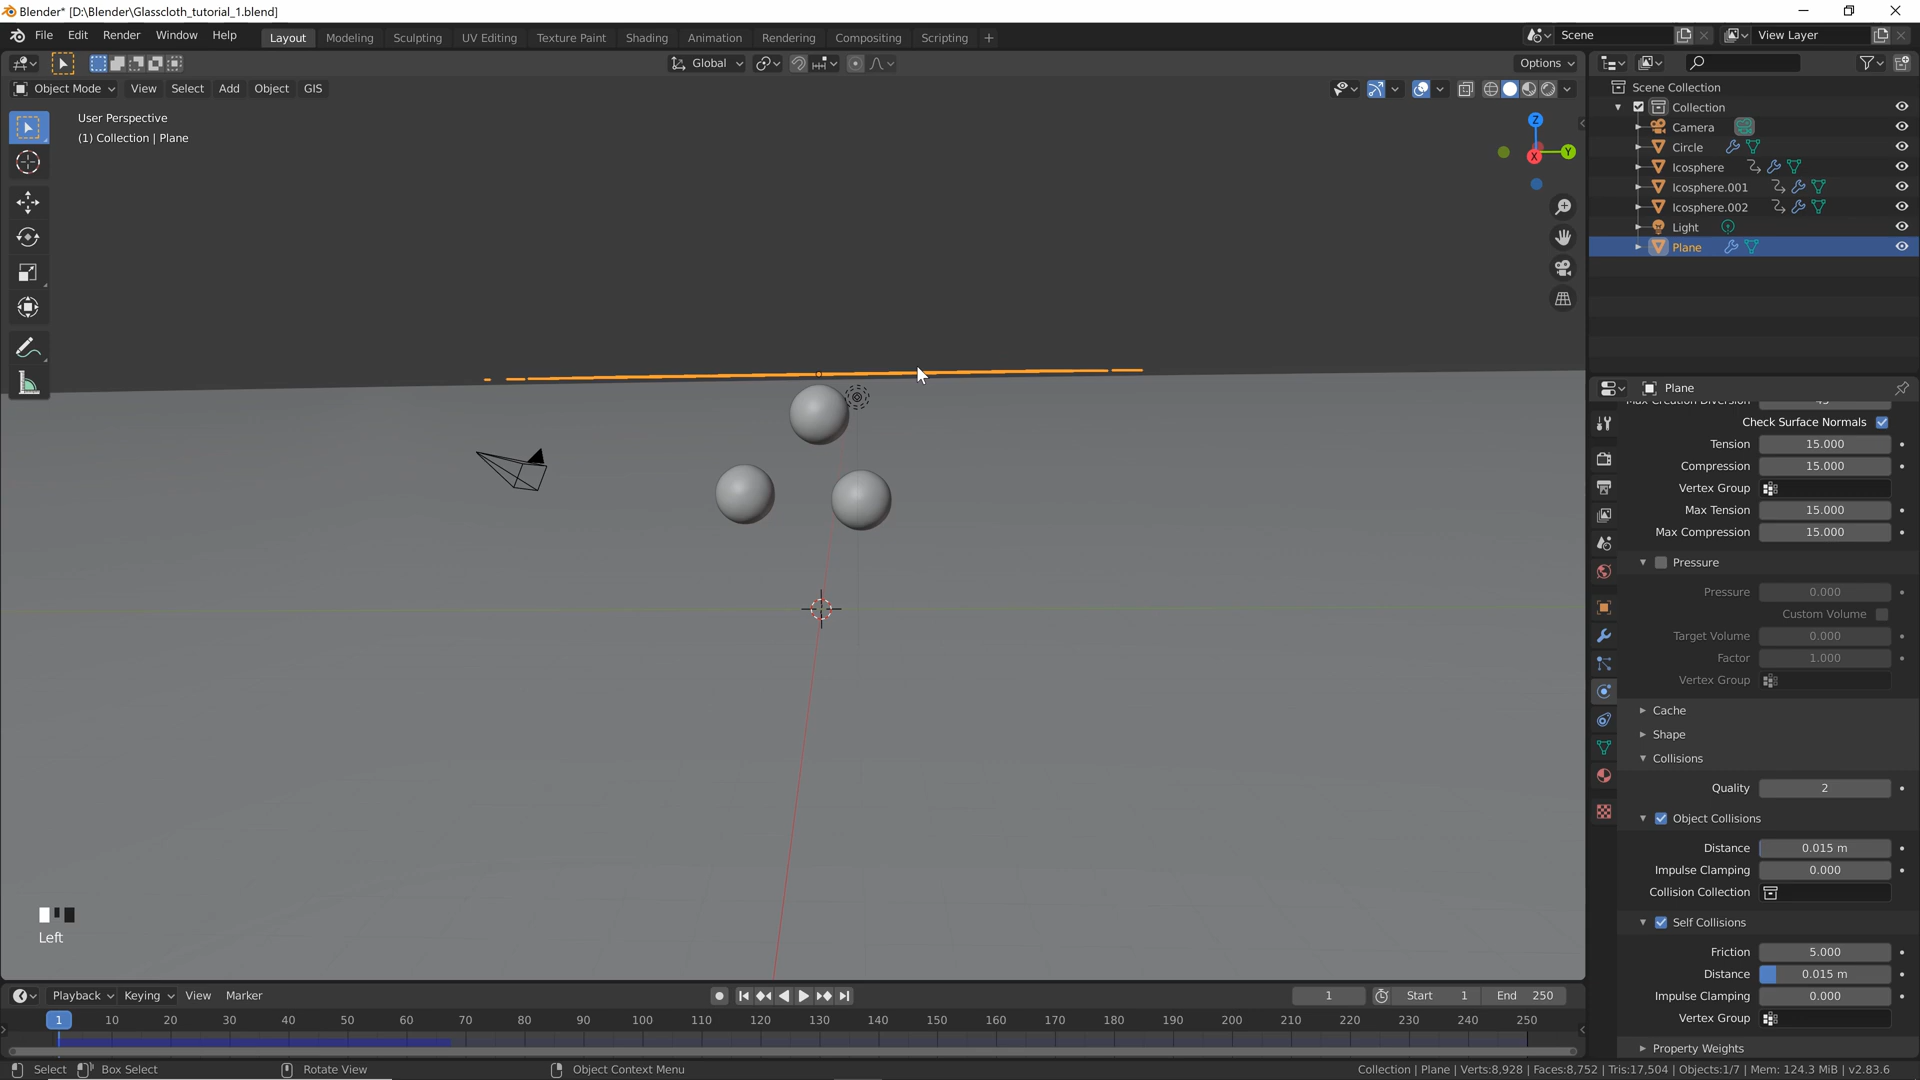 Blender* [D:\Blender\Glasscloth_tutorial_1.blend]
File Edit Render Window Help
Layout Modeling Sculpting UV Editing Texture Paint Shading Animation Rendering Compositing Scripting +
Scene
View Layer
Global
Options
Object Mode View Select Add Object GIS
User Perspective
(1) Collection | Plane
Z
Y
X
Scene Collection
Collection
Camera
Circle
Icosphere
Icosphere.001
Icosphere.002
Light
Plane
Plane
Max Creation Diversion 45
Check Surface Normals
Tension 15.000
Compression 15.000
Vertex Group
Max Tension 15.000
Max Compression 15.000
Pressure
Pressure 0.000
Custom Volume
Target Volume 0.000
Factor 1.000
Vertex Group
Cache
Shape
Collisions
Quality 2
Object Collisions
Distance 0.015 m
Impulse Clamping 0.000
Collision Collection
Self Collisions
Friction 5.000
Distance 0.015 m
Impulse Clamping 0.000
Vertex Group
Property Weights
Left
Playback Keying View Marker
1 Start 1 End 250
1 10 20 30 40 50 60 70 80 90 100 110 120 130 140 150 160 170 180 190 200 210 220 230 240 250
Select Box Select Rotate View Object Context Menu
Collection | Plane | Verts:8,928 | Faces:8,752 | Tris:17,504 | Objects:1/7 | Mem: 124.3 MiB | v2.83.6